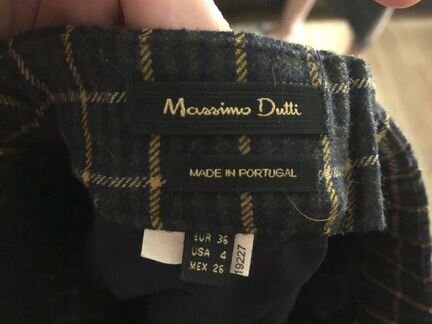 Massimo Dutti
MADE IN PORTUGAL
EUR 36
USA 4
MEX 26
19227